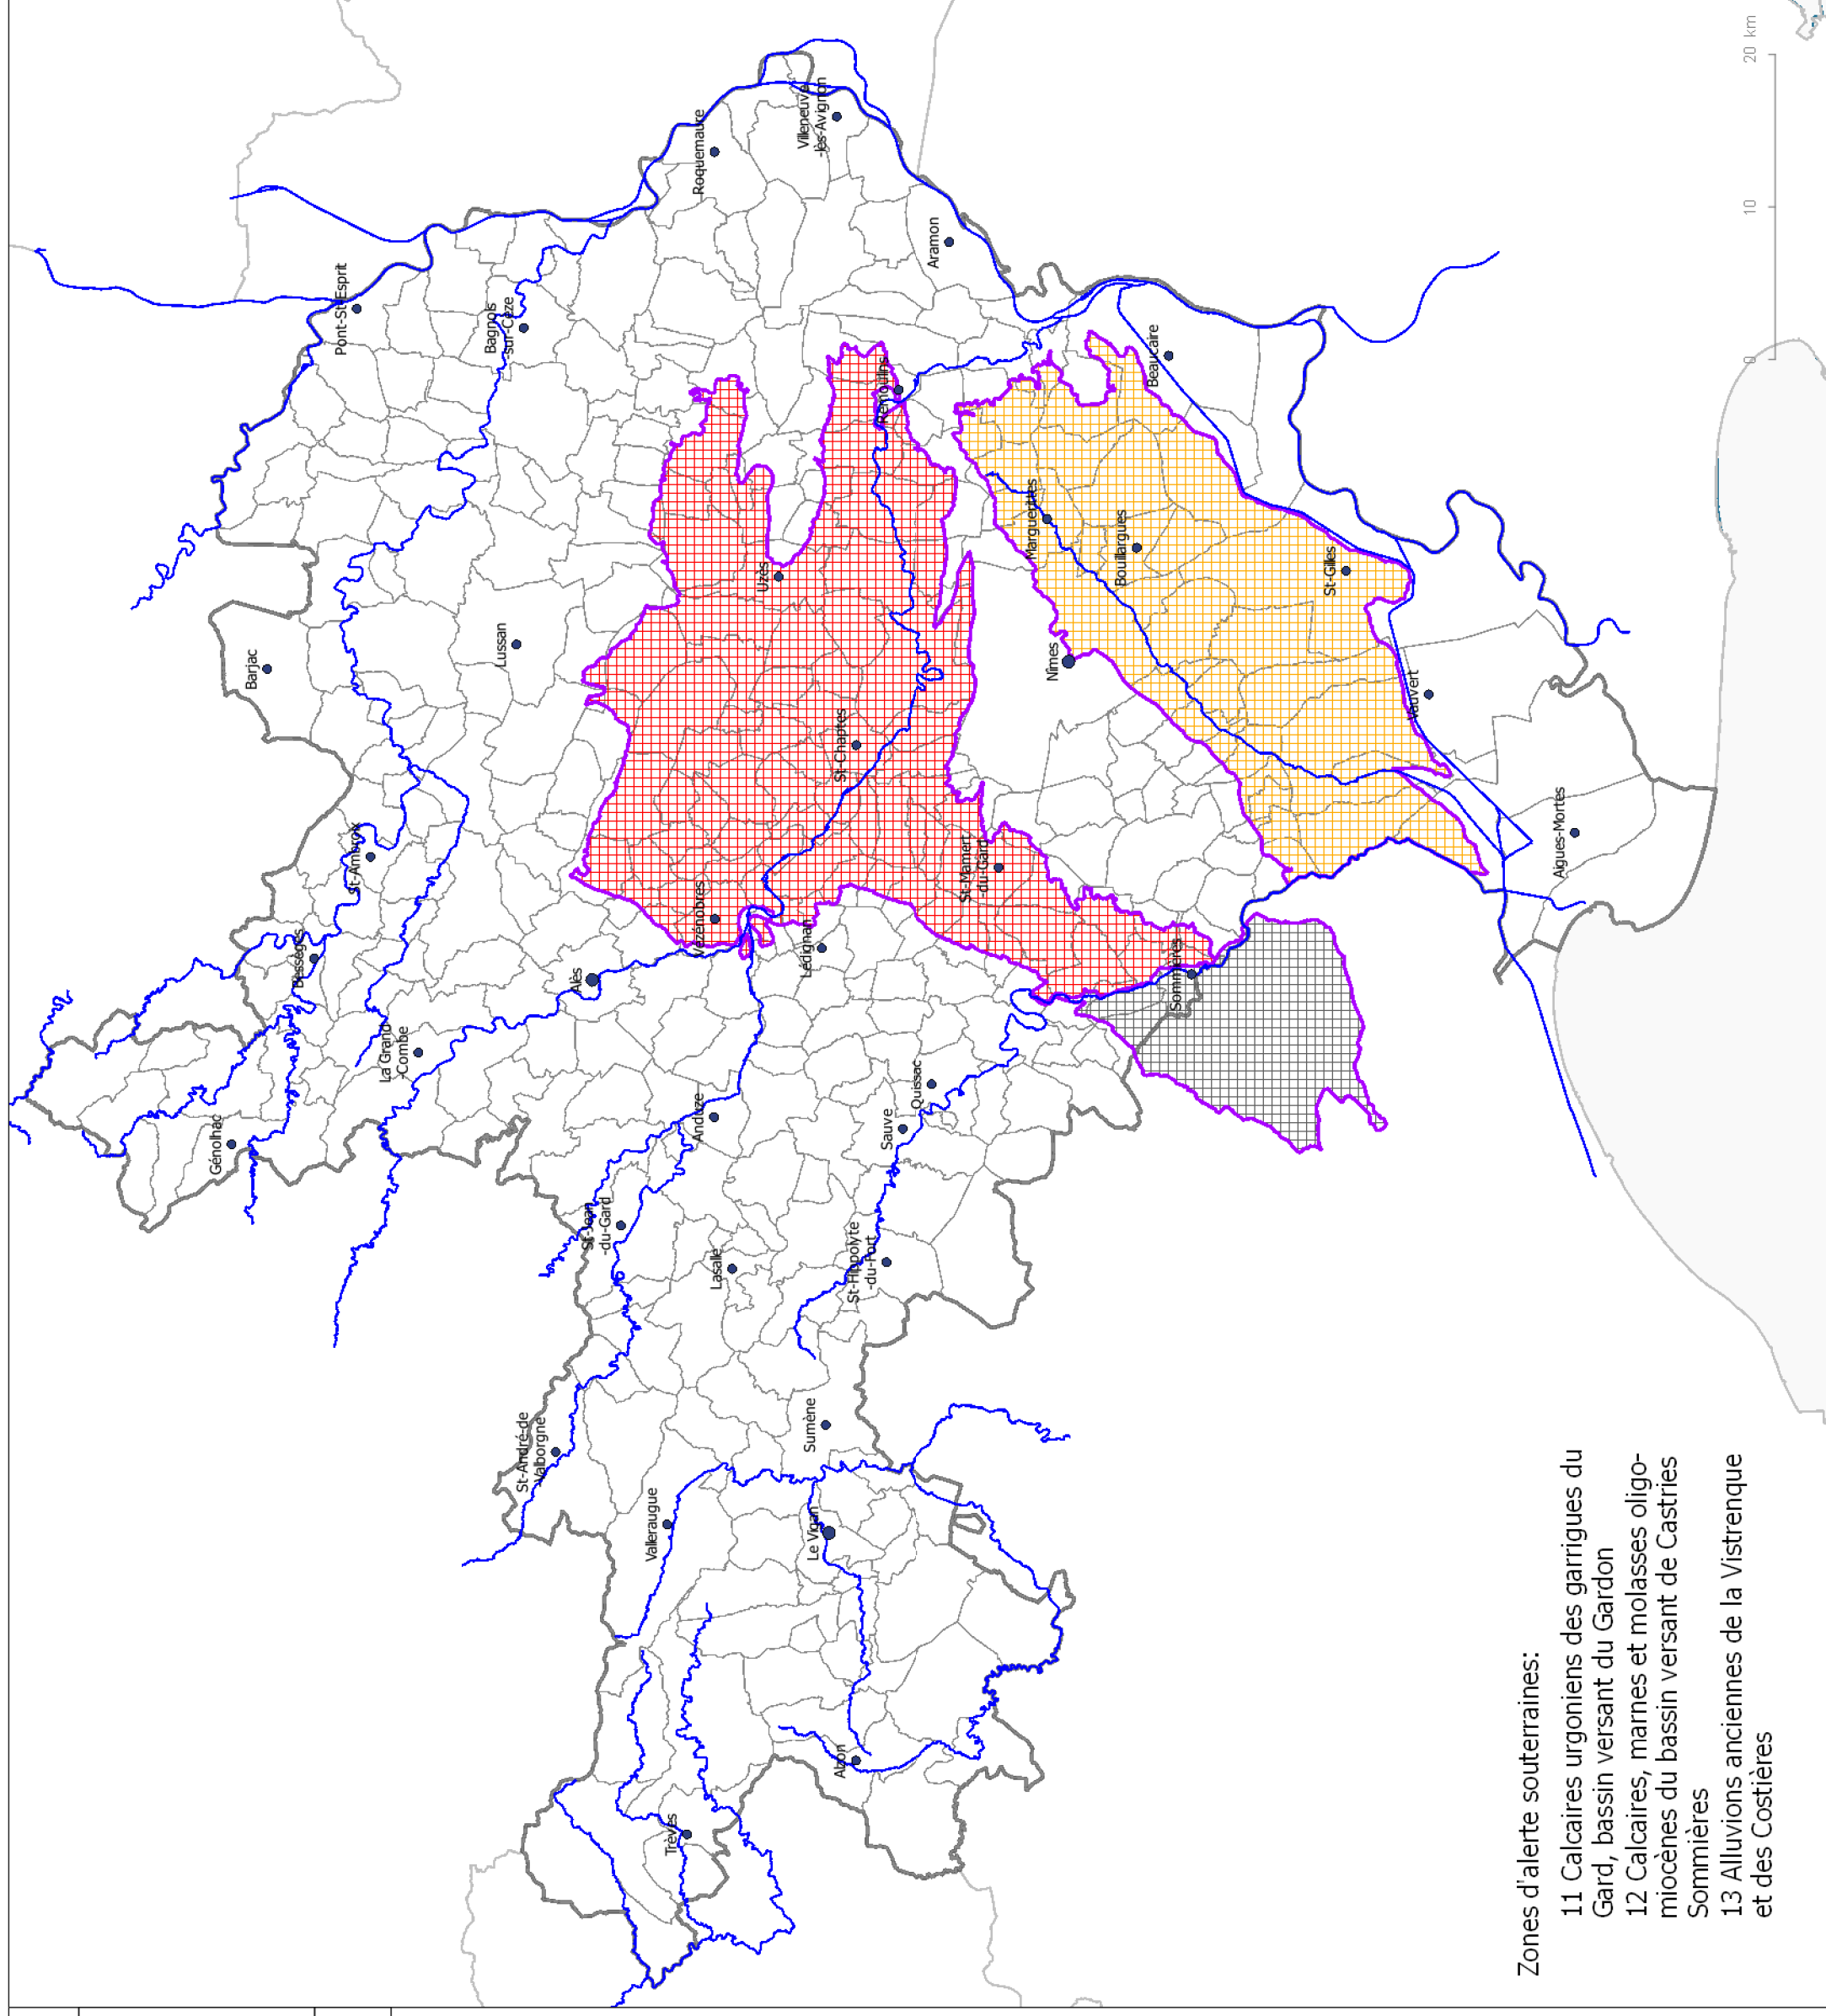 Génolhac
Bessèges
St-Ambroix
Barjac
Pont-St-Esprit
La Grand
-Combe
Bagnols
-sur-Cèze
Lussan
Alès
St-André-de
Valborgne
St-Jean
-du-Gard
Valleraugue
Trèves
Anduze
Lasalle
Vézénobres
Uzès
Roquemaure
Villeneuve
-lès-Avignon
Sumène
Le Vigan
Lédignan
St-Chaptes
St-Hippolyte
-du-Fort
Sauve
Quissac
Remoulins
Aramon
St-Mamert
-du-Gard
Nîmes
Marguerittes
Bouillargues
Beaucaire
Sommières
St-Gilles
Vauvert
Aigues-Mortes
0 10 20 km
Zones d'alerte souterraines:
11 Calcaires urgoniens des garrigues du
Gard, bassin versant du Gardon
12 Calcaires, marnes et molasses oligo-
miocènes du bassin versant de Castries
Sommières
13 Alluvions anciennes de la Vistrenque
et des Costières